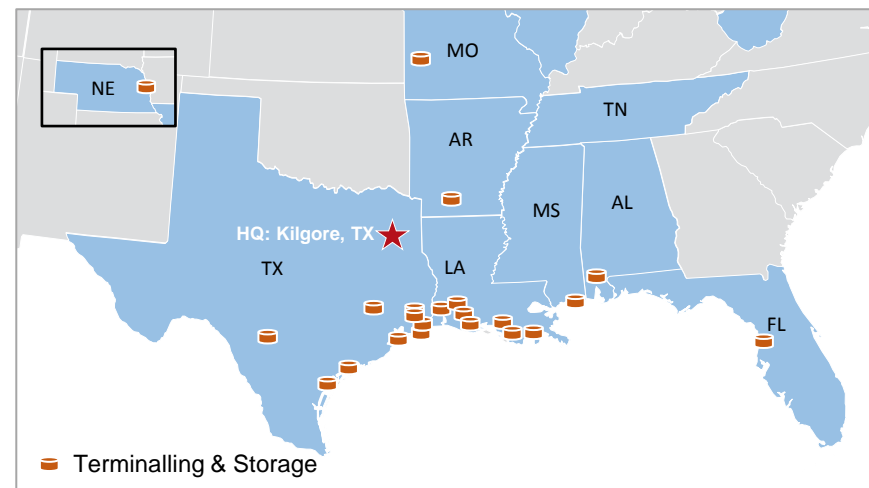 MO
NE
TN
AR
MS
AL
HQ: Kilgore, TX
LA
TX
FL
Terminalling & Storage